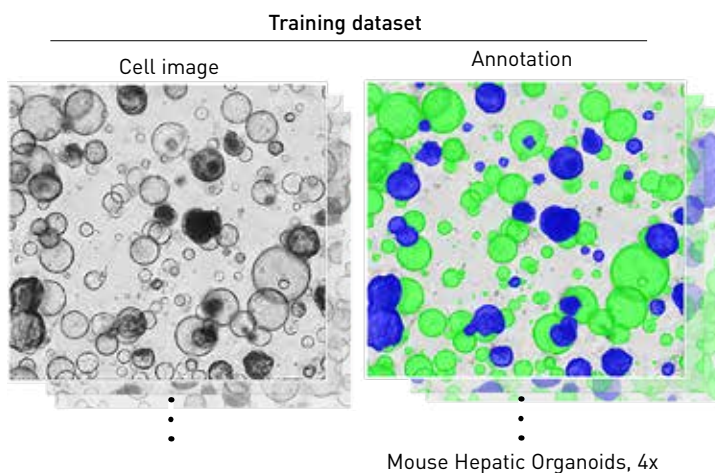 Training dataset
Cell image
Annotation
Mouse Hepatic Organoids, 4x